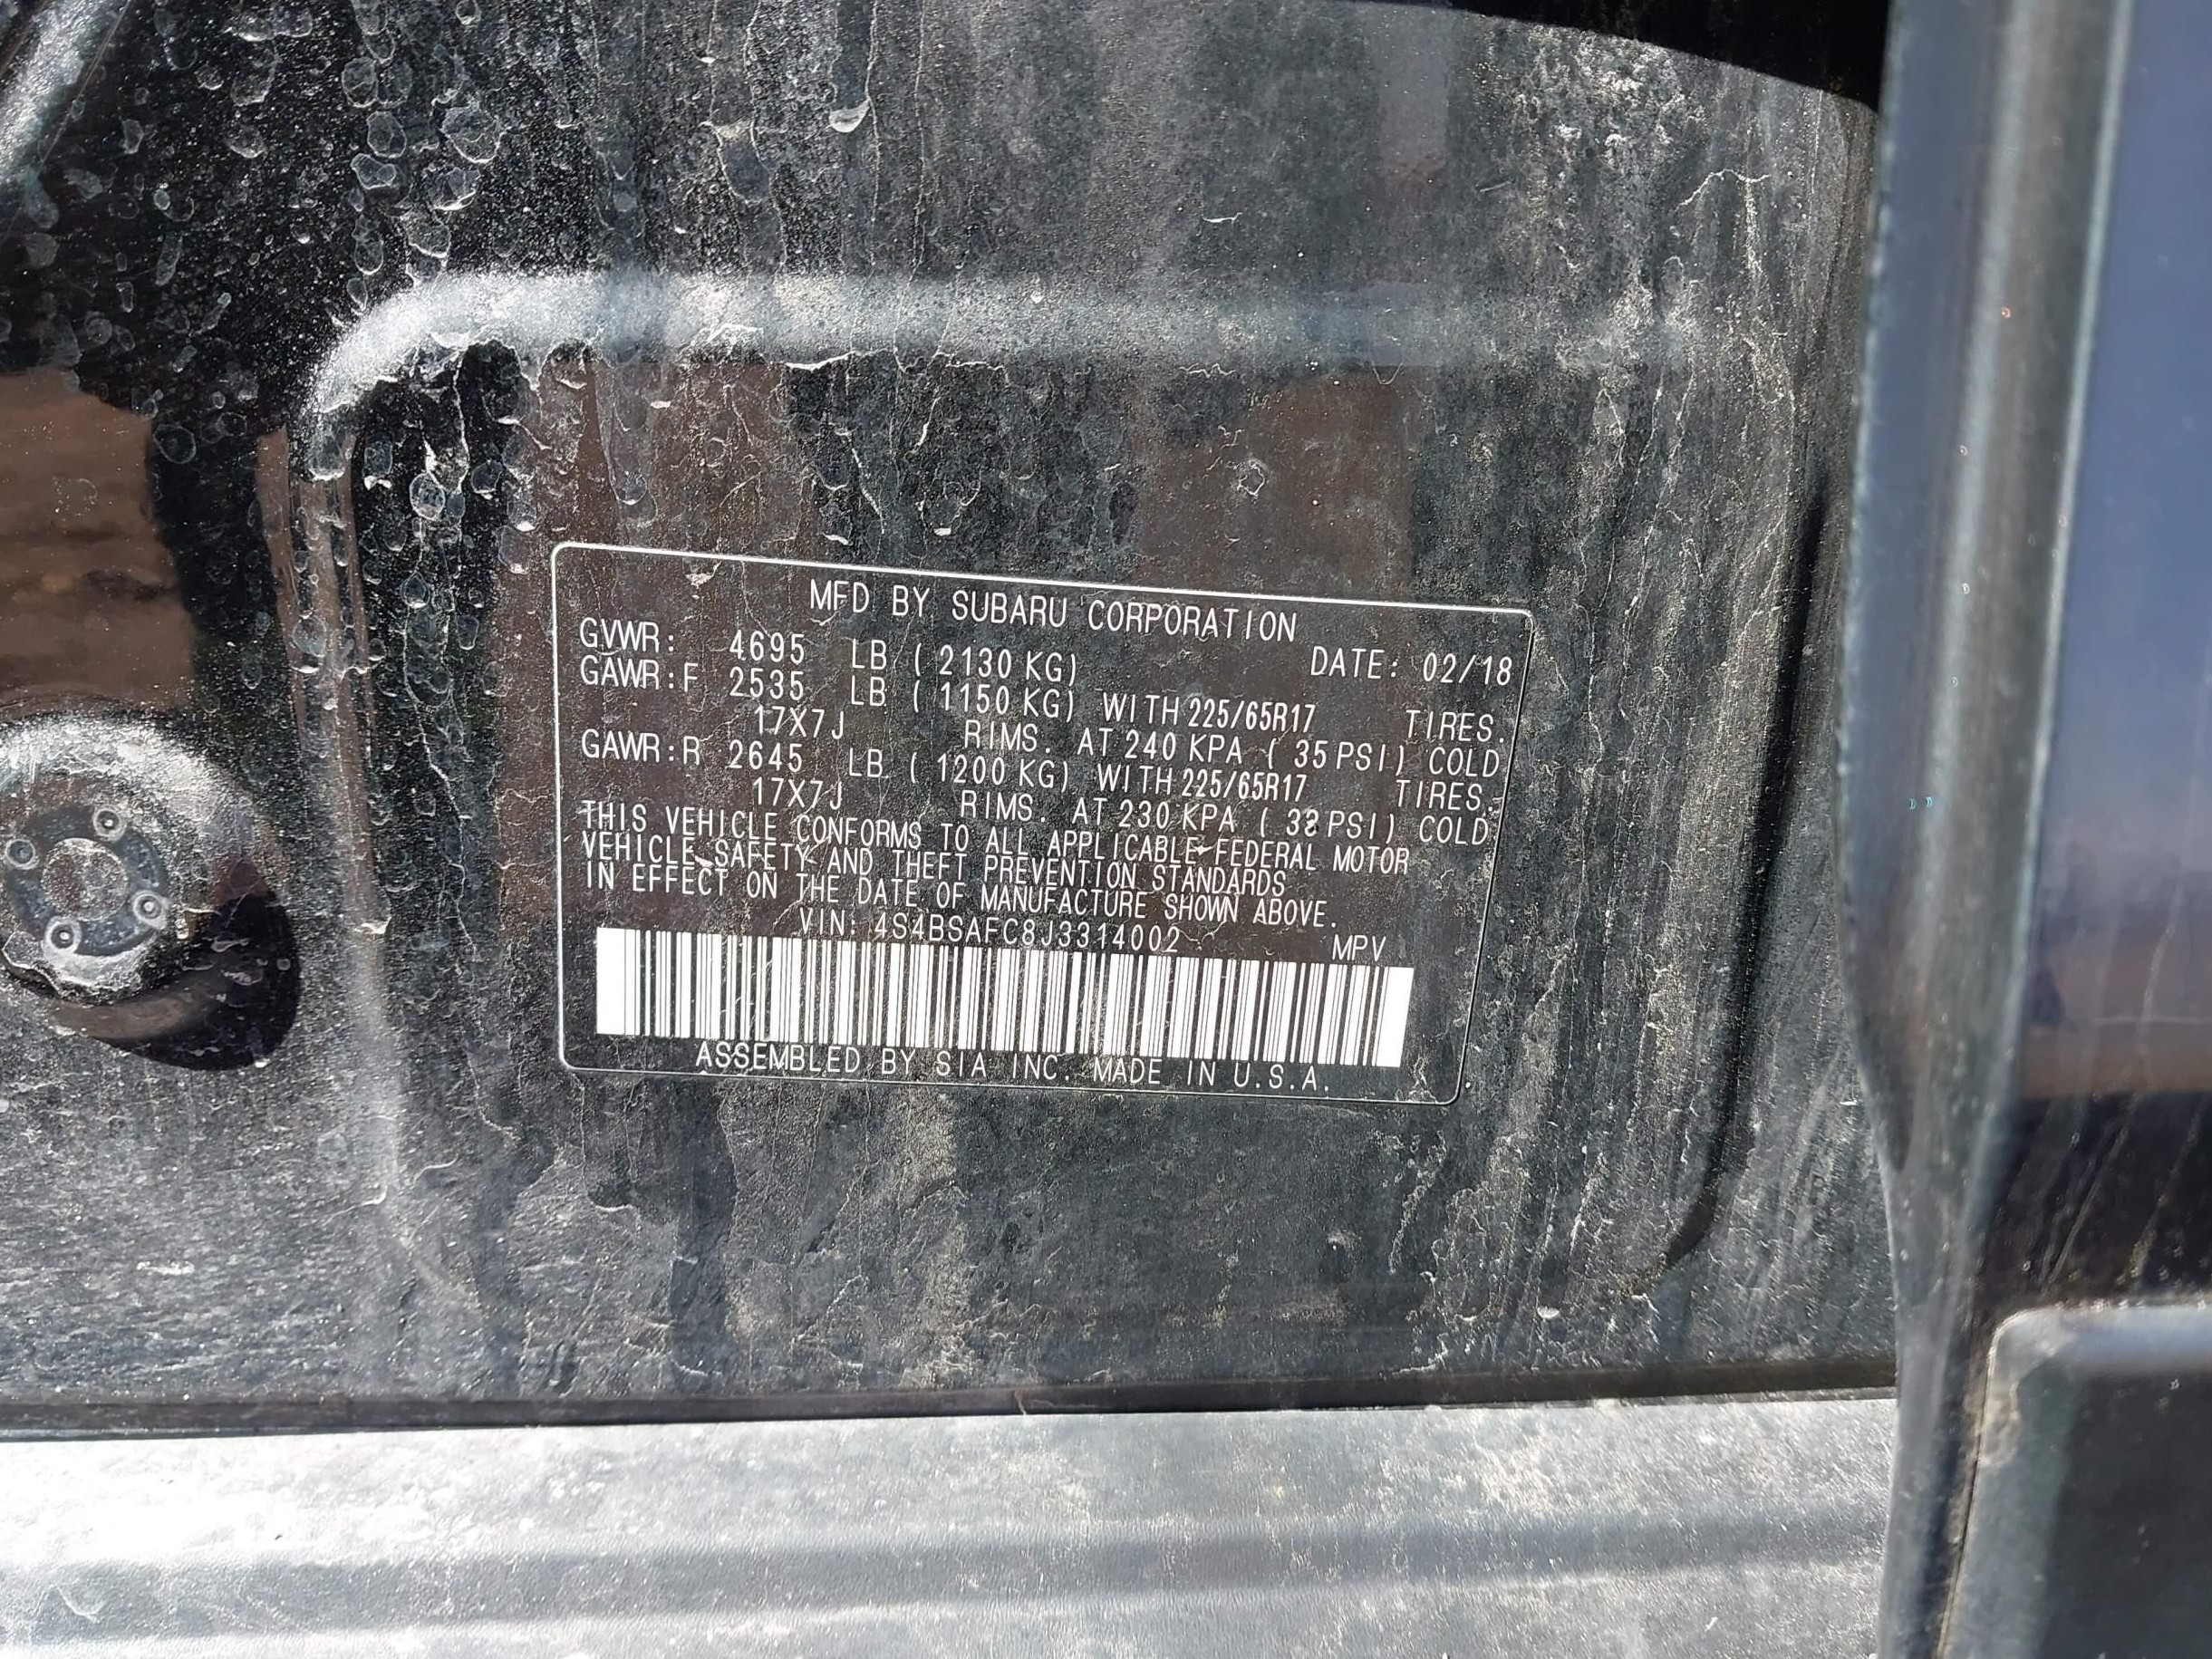 MFD BY SUBARU CORPORATION
GVWR: 4695 LB ( 2130 KG) DATE: 02/18
GAWR:F 2535 LB ( 1150 KG) WITH 225/65R17 TIRES.
17X7J RIMS. AT 240 KPA ( 35 PSI) COLD
GAWR:R 2645 LB ( 1200 KG) WITH 225/65R17 TIRES.
17X7J RIMS. AT 230 KPA ( 33 PSI) COLD
THIS VEHICLE CONFORMS TO ALL APPLICABLE FEDERAL MOTOR
VEHICLE SAFETY AND THEFT PREVENTION STANDARDS
IN EFFECT ON THE DATE OF MANUFACTURE SHOWN ABOVE.
VIN: 4S4BSAFC8J3314002 MPV
ASSEMBLED BY SIA INC. MADE IN U.S.A.